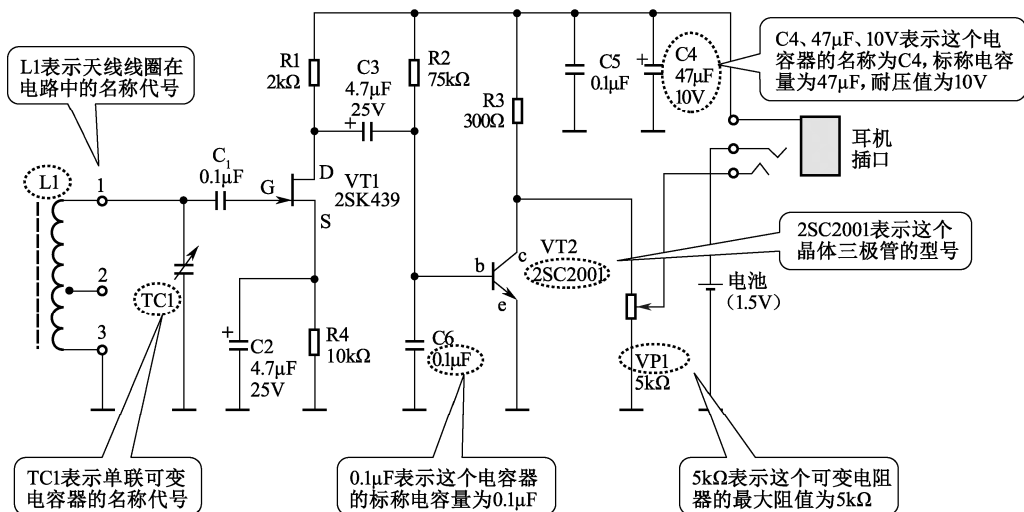 L1表示天线线圈在
电路中的名称代号
L1
1
2
3
TC1
TC1表示单联可变
电容器的名称代号
C1
0.1μF
G
D
S
VT1
2SK439
R1
2kΩ
C3
4.7μF
25V
+
R2
75kΩ
+
C2
4.7μF
25V
R4
10kΩ
C6
0.1μF
0.1μF表示这个电容器
的标称电容量为0.1μF
R3
300Ω
b
c
e
VT2
2SC2001
2SC2001表示这个
晶体三极管的型号
C5
0.1μF
+
C4
47μF
10V
C4、47μF、10V表示这个电
容器的名称为C4，标称电容
量为47μF，耐压值为10V
耳机
插口
电池
（1.5V）
VP1
5kΩ
5kΩ表示这个可变电阻
器的最大阻值为5kΩ